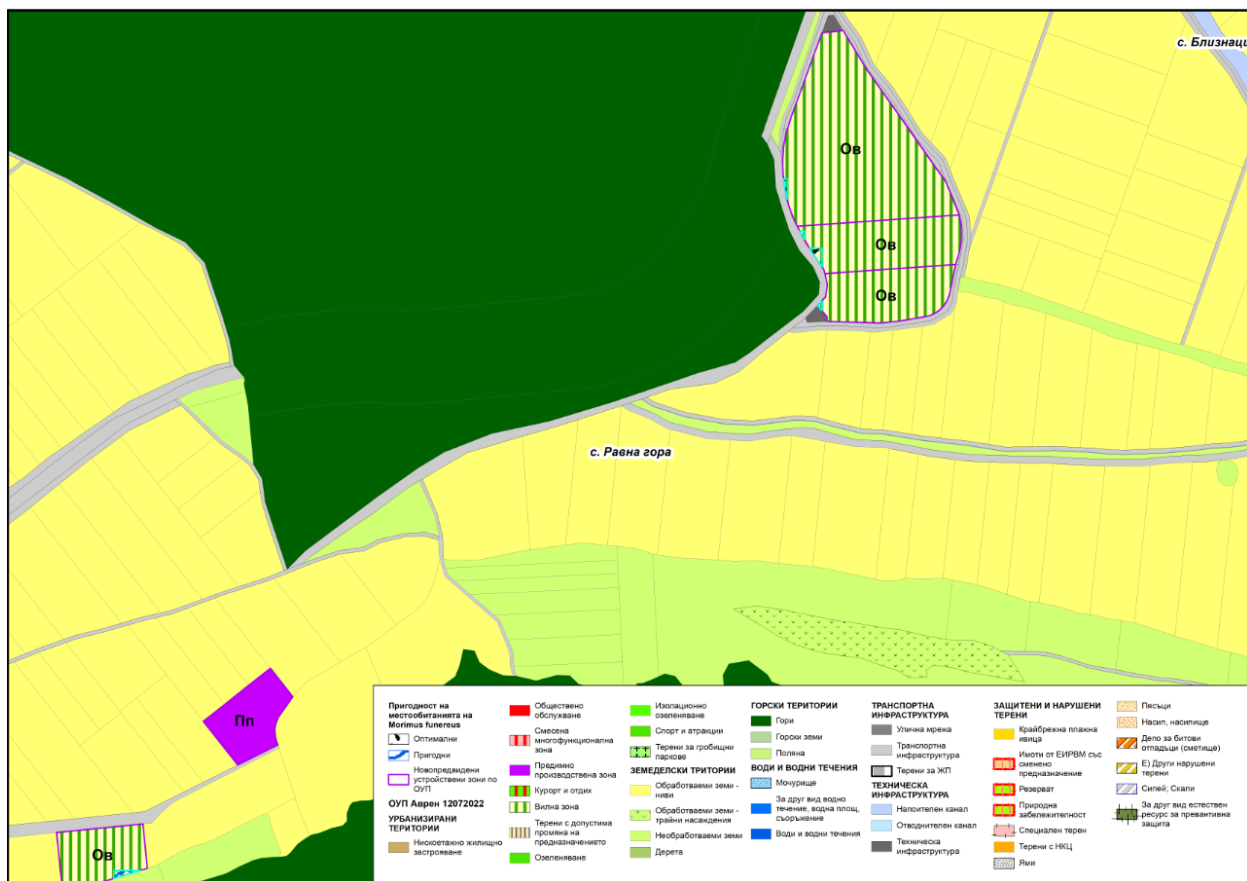 с. Близнаци
Ов
Ов
Ов
с. Равна гора
Пп
Ов
Пригодност на
местообитанията на
Morimus funereus
Оптимални
Пригодни
Новопредвидени
устройствени зони по
ОУП
ОУП Аврен 12072022
УРБАНИЗИРАНИ
ТЕРИТОРИИ
Нискоетажно жилищно
застрояване
Обществено
обслужване
Смесена
многофункционална
зона
Предимно
производствена зона
Курорт и отдих
Вилна зона
Терени с допустима
промяна на
предназначението
Озеленяване
Изолационно
озеленяване
Спорт и атракции
Терени за гробищни
паркове
ЗЕМЕДЕЛСКИ ТРИТОРИИ
Обработваеми земи -
ниви
Обработваеми земи -
трайни насаждения
Необработваеми земи
Дерета
ГОРСКИ ТЕРИТОРИИ
Гори
Горски земи
Поляна
ВОДИ И ВОДНИ ТЕЧЕНИЯ
Мочурище
За друг вид водно
течение, водна площ,
съоръжение
Води и водни течения
ТРАНСПОРТНА
ИНФРАСТРУКТУРА
Улична мрежа
Транспортна
инфраструктура
Терени за ЖП
ТЕХНИЧЕСКА
ИНФРАСТРУКТУРА
Напоителен канал
Отводнителен канал
Техническа
инфраструктура
ЗАЩИТЕНИ И НАРУШЕНИ
ТЕРЕНИ
Крайбрежна плажна
ивица
Имоти от ЕИРВМ със
сменено
предназначение
Резерват
Природна
забележителност
Специален терен
Терени с НКЦ
Ями
Пясъци
Насип, насипище
Депо за битови
отпадъци (сметище)
Е) Други нарушени
терени
Сипей; Скали
За друг вид естествен
ресурс за превантивна
защита